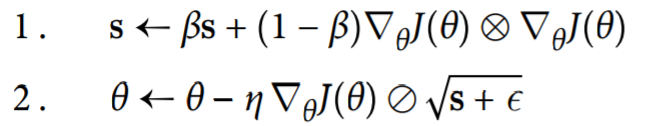 1. s ← βs + (1 − β)∇θJ(θ) ⊗ ∇θJ(θ)
2. θ ← θ − η∇θJ(θ) ⊘ √s + ϵ